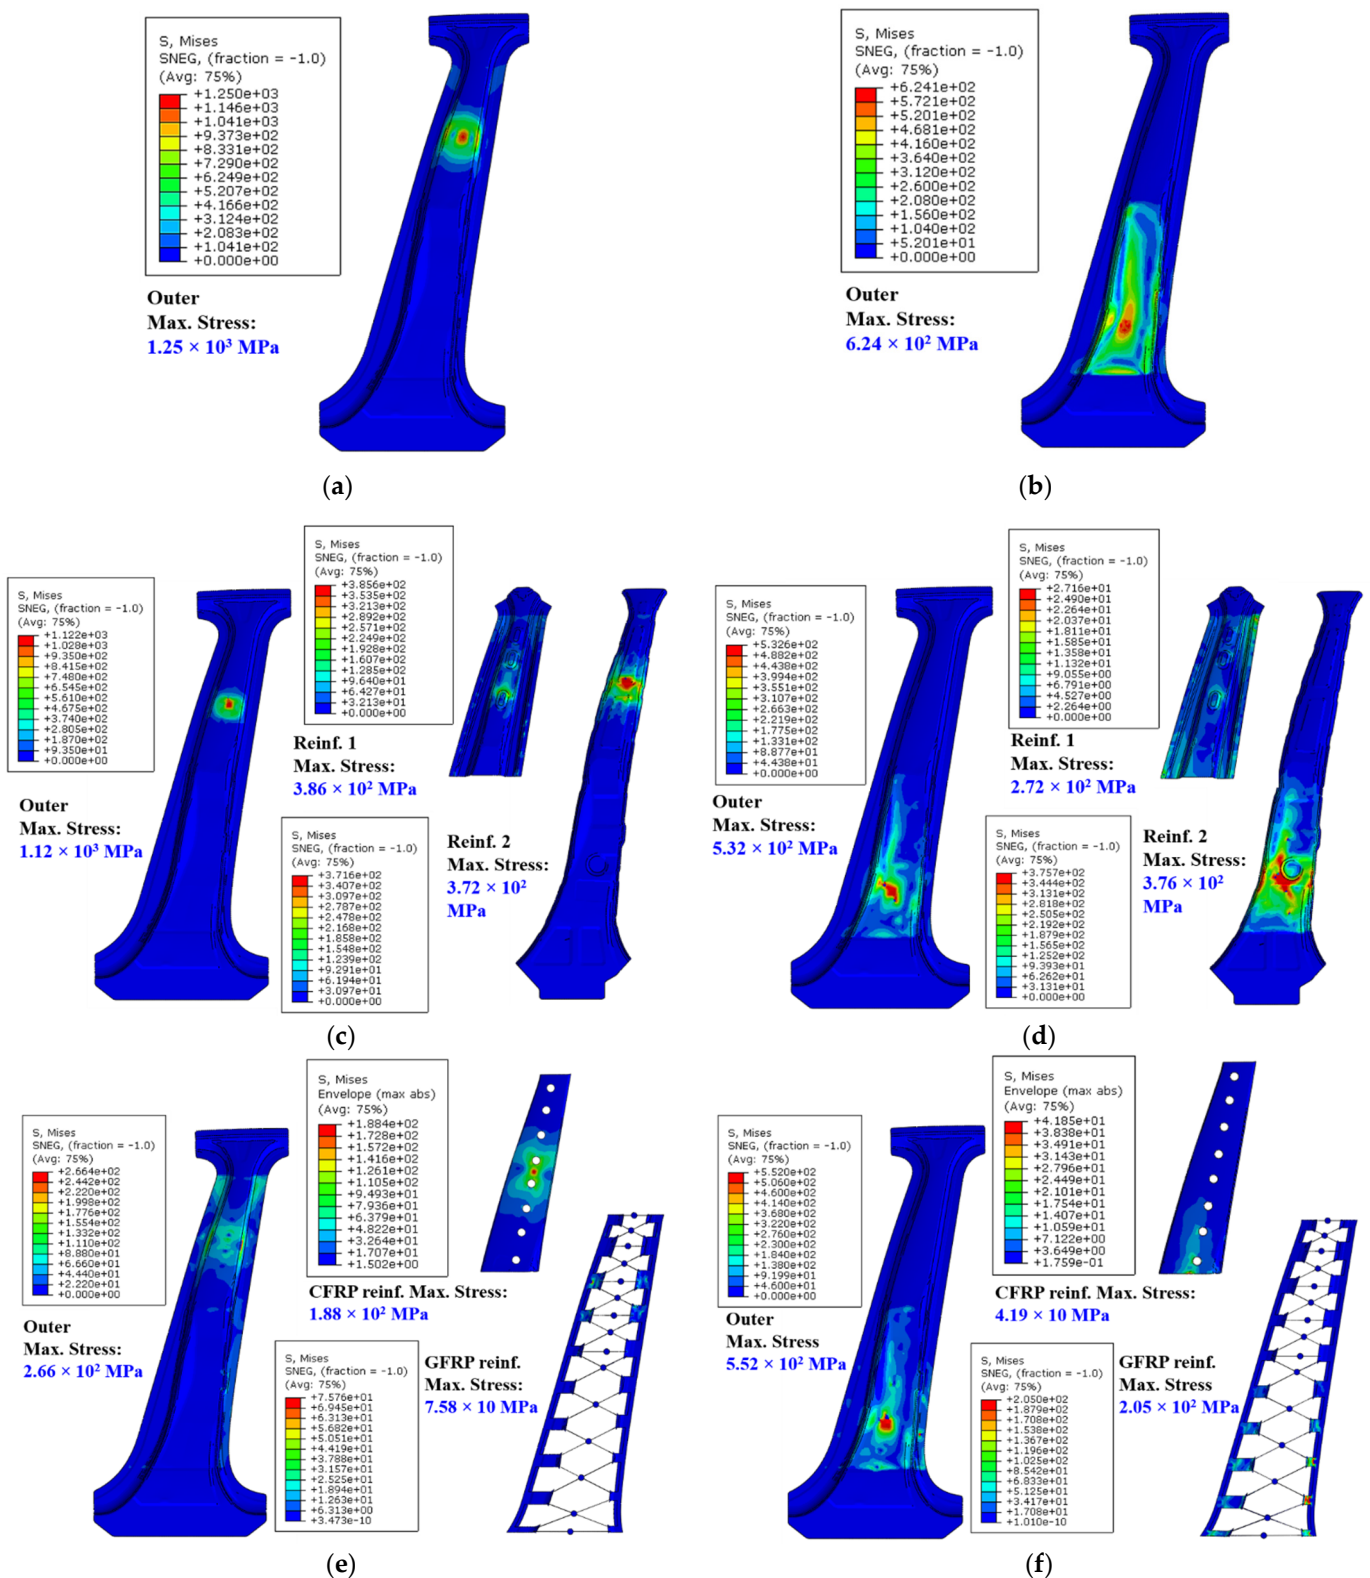 S, Mises
SNEG, (fraction = -1.0)
(Avg: 75%)
+1.250e+03
+1.146e+03
+1.041e+03
+9.373e+02
+8.331e+02
+7.290e+02
+6.249e+02
+5.207e+02
+4.166e+02
+3.124e+02
+2.083e+02
+1.041e+02
+0.000e+00
Outer
Max. Stress:
1.25 × 10³ MPa
(a)
S, Mises
SNEG, (fraction = -1.0)
(Avg: 75%)
+6.241e+02
+5.721e+02
+5.201e+02
+4.681e+02
+4.160e+02
+3.640e+02
+3.120e+02
+2.600e+02
+2.080e+02
+1.560e+02
+1.040e+02
+5.201e+01
+0.000e+00
Outer
Max. Stress:
6.24 × 10² MPa
(b)
S, Mises
SNEG, (fraction = -1.0)
(Avg: 75%)
+1.122e+03
+1.028e+03
+9.350e+02
+8.415e+02
+7.480e+02
+6.545e+02
+5.610e+02
+4.675e+02
+3.740e+02
+2.805e+02
+1.870e+02
+9.350e+01
+0.000e+00
Outer
Max. Stress:
1.12 × 10³ MPa
S, Mises
SNEG, (fraction = -1.0)
(Avg: 75%)
+3.856e+02
+3.535e+02
+3.213e+02
+2.892e+02
+2.571e+02
+2.249e+02
+1.928e+02
+1.607e+02
+1.285e+02
+9.640e+01
+6.427e+01
+3.213e+01
+0.000e+00
Reinf. 1
Max. Stress:
3.86 × 10² MPa
S, Mises
SNEG, (fraction = -1.0)
(Avg: 75%)
+3.716e+02
+3.407e+02
+3.097e+02
+2.787e+02
+2.478e+02
+2.168e+02
+1.858e+02
+1.548e+02
+1.239e+02
+9.291e+01
+6.194e+01
+3.097e+01
+0.000e+00
Reinf. 2
Max. Stress:
3.72 × 10²
MPa
(c)
S, Mises
SNEG, (fraction = -1.0)
(Avg: 75%)
+5.326e+02
+4.882e+02
+4.438e+02
+3.994e+02
+3.551e+02
+3.107e+02
+2.663e+02
+2.219e+02
+1.775e+02
+1.331e+02
+8.877e+01
+4.438e+01
+0.000e+00
Outer
Max. Stress:
5.32 × 10² MPa
S, Mises
SNEG, (fraction = -1.0)
(Avg: 75%)
+2.716e+01
+2.490e+01
+2.264e+01
+2.037e+01
+1.811e+01
+1.585e+01
+1.358e+01
+1.132e+01
+9.055e+00
+6.791e+00
+4.527e+00
+2.264e+00
+0.000e+00
Reinf. 1
Max. Stress:
2.72 × 10² MPa
S, Mises
SNEG, (fraction = -1.0)
(Avg: 75%)
+3.757e+02
+3.444e+02
+3.131e+02
+2.818e+02
+2.505e+02
+2.192e+02
+1.879e+02
+1.565e+02
+1.252e+02
+9.393e+01
+6.262e+01
+3.131e+01
+0.000e+00
Reinf. 2
Max. Stress:
3.76 × 10²
MPa
(d)
S, Mises
SNEG, (fraction = -1.0)
(Avg: 75%)
+2.664e+02
+2.442e+02
+2.220e+02
+1.998e+02
+1.776e+02
+1.554e+02
+1.332e+02
+1.110e+02
+8.880e+01
+6.660e+01
+4.440e+01
+2.220e+01
+0.000e+00
Outer
Max. Stress:
2.66 × 10² MPa
S, Mises
Envelope (max abs)
(Avg: 75%)
+1.884e+02
+1.728e+02
+1.572e+02
+1.416e+02
+1.261e+02
+1.105e+02
+9.493e+01
+7.936e+01
+6.379e+01
+4.822e+01
+3.264e+01
+1.707e+01
+1.502e+00
CFRP reinf. Max. Stress:
1.88 × 10² MPa
S, Mises
SNEG, (fraction = -1.0)
(Avg: 75%)
+7.576e+01
+6.945e+01
+6.313e+01
+5.682e+01
+5.051e+01
+4.419e+01
+3.788e+01
+3.157e+01
+2.525e+01
+1.894e+01
+1.263e+01
+6.313e+00
+3.473e-10
GFRP reinf.
Max. Stress:
7.58 × 10 MPa
(e)
S, Mises
SNEG, (fraction = -1.0)
(Avg: 75%)
+5.520e+02
+5.060e+02
+4.600e+02
+4.140e+02
+3.680e+02
+3.220e+02
+2.760e+02
+2.300e+02
+1.840e+02
+1.380e+02
+9.199e+01
+4.600e+01
+0.000e+00
Outer
Max. Stress
5.52 × 10² MPa
S, Mises
Envelope (max abs)
(Avg: 75%)
+4.185e+01
+3.838e+01
+3.491e+01
+3.143e+01
+2.796e+01
+2.449e+01
+2.101e+01
+1.754e+01
+1.407e+01
+1.059e+01
+7.122e+00
+3.649e+00
+1.759e-01
CFRP reinf. Max. Stress:
4.19 × 10 MPa
S, Mises
SNEG, (fraction = -1.0)
(Avg: 75%)
+2.050e+02
+1.879e+02
+1.708e+02
+1.538e+02
+1.367e+02
+1.196e+02
+1.025e+02
+8.542e+01
+6.833e+01
+5.125e+01
+3.417e+01
+1.708e+01
+1.010e-10
GFRP reinf.
Max. Stress
2.05 × 10² MPa
(f)